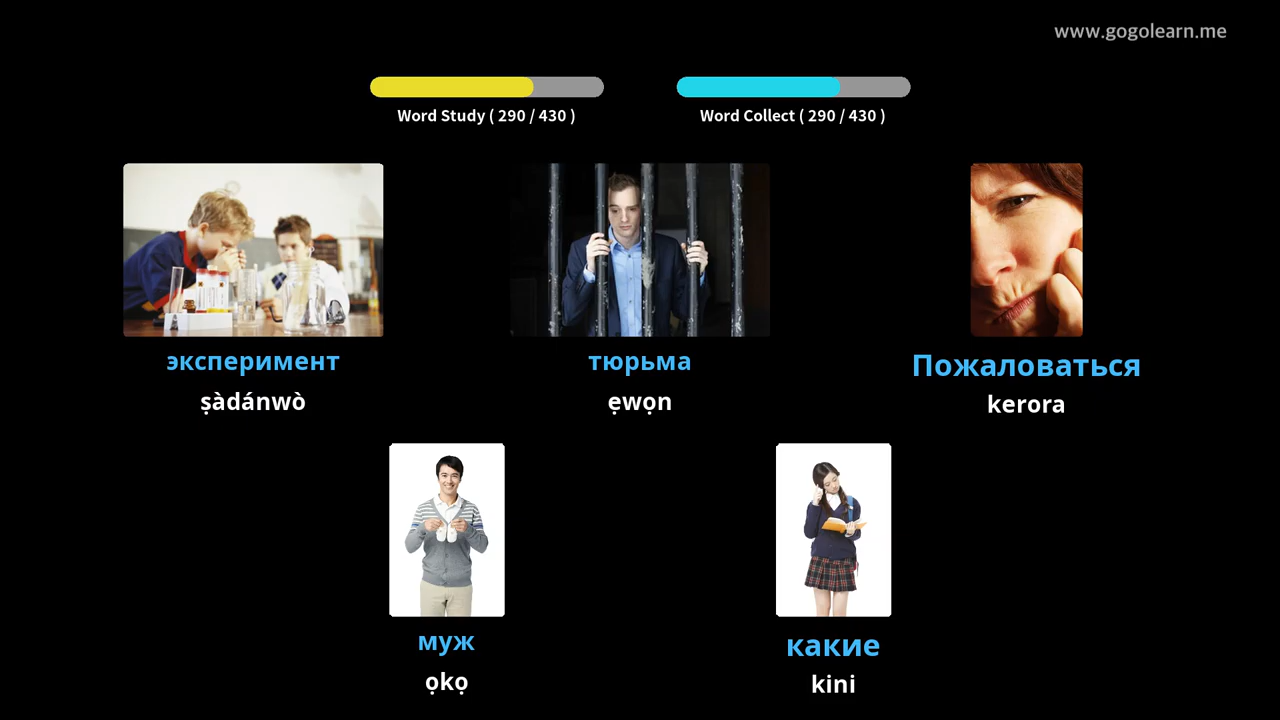 www.gogolearn.me
Word Study ( 290 / 430 )
Word Collect ( 290 / 430 )
эксперимент
ṣàdánwò
тюрьма
ẹwọn
Пожаловаться
kerora
муж
ọkọ
какие
kini